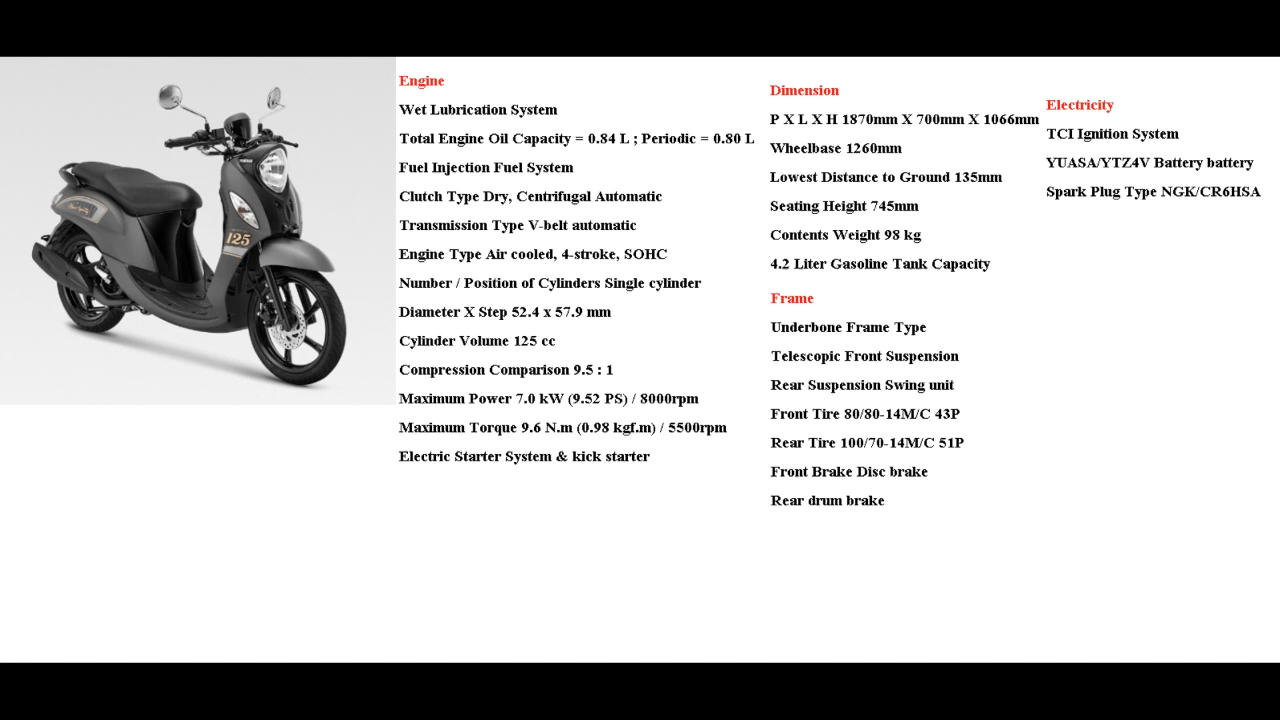 125
Engine
Wet Lubrication System
Total Engine Oil Capacity = 0.84 L ; Periodic = 0.80 L
Fuel Injection Fuel System
Clutch Type Dry, Centrifugal Automatic
Transmission Type V-belt automatic
Engine Type Air cooled, 4-stroke, SOHC
Number / Position of Cylinders Single cylinder
Diameter X Step 52.4 x 57.9 mm
Cylinder Volume 125 cc
Compression Comparison 9.5 : 1
Maximum Power 7.0 kW (9.52 PS) / 8000rpm
Maximum Torque 9.6 N.m (0.98 kgf.m) / 5500rpm
Electric Starter System & kick starter
Dimension
P X L X H 1870mm X 700mm X 1066mm
Wheelbase 1260mm
Lowest Distance to Ground 135mm
Seating Height 745mm
Contents Weight 98 kg
4.2 Liter Gasoline Tank Capacity
Frame
Underbone Frame Type
Telescopic Front Suspension
Rear Suspension Swing unit
Front Tire 80/80-14M/C 43P
Rear Tire 100/70-14M/C 51P
Front Brake Disc brake
Rear drum brake
Electricity
TCI Ignition System
YUASA/YTZ4V Battery battery
Spark Plug Type NGK/CR6HSA